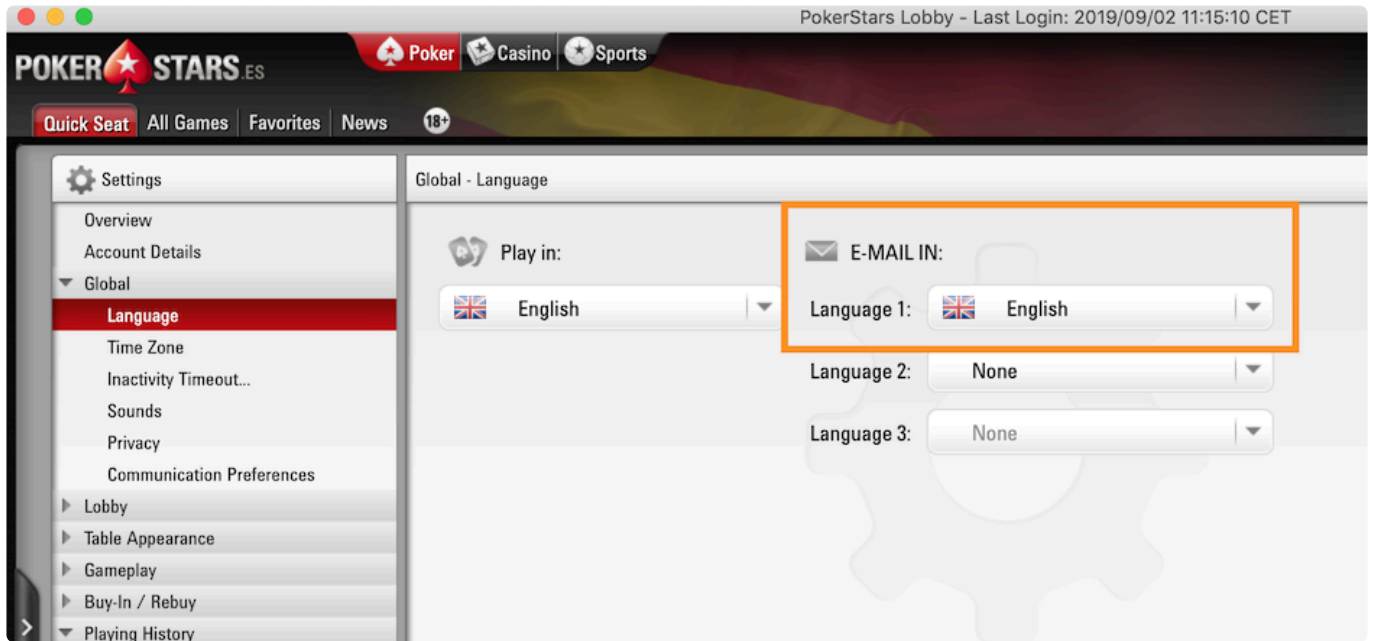 PokerStars Lobby - Last Login: 2019/09/02 11:15:10 CET
POKER STARS.ES
Poker Casino Sports
Quick Seat All Games Favorites News 18+
Settings
Global - Language
Overview
Account Details
Global
Language
Time Zone
Inactivity Timeout...
Sounds
Privacy
Communication Preferences
Lobby
Table Appearance
Gameplay
Buy-In / Rebuy
Playing History
Play in:
English
E-MAIL IN:
Language 1: English
Language 2: None
Language 3: None